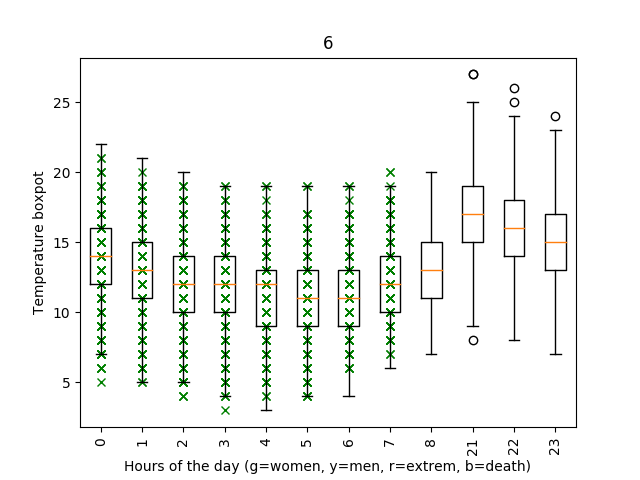 6
Temperature boxpot
25
20
15
10
5
0 1 2 3 4 5 6 7 8 21 22 23
Hours of the day (g=women, y=men, r=extrem, b=death)